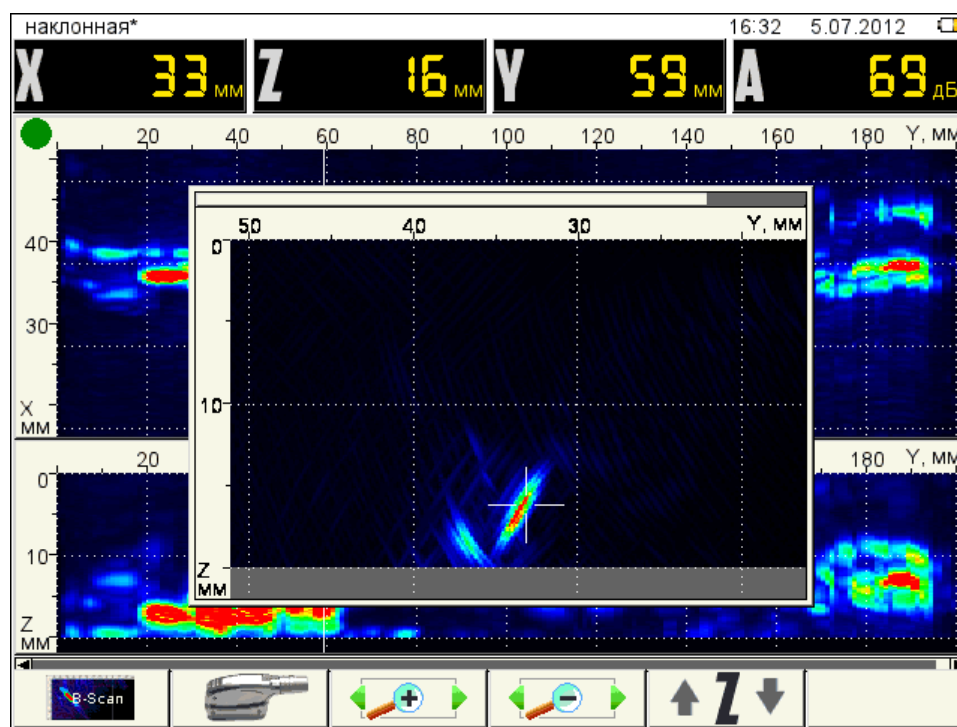 наклонная* 16:32 5.07.2012
X 33 мм Z 16 мм Y 59 мм A 69 дБ
20 40 60 80 100 120 140 160 180 Y, мм
40
30
X
мм
50 40 30 Y, мм
0
10
Z
мм
20 180 Y, мм
0
10
Z
мм
B-Scan Z